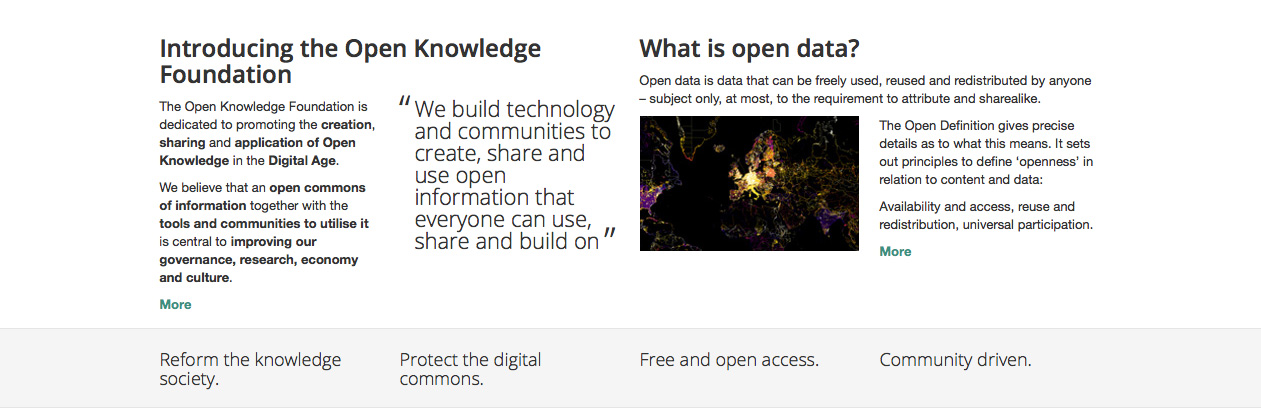 Introducing the Open Knowledge
Foundation
The Open Knowledge Foundation is
dedicated to promoting the creation,
sharing and application of Open
Knowledge in the Digital Age.
We believe that an open commons
of information together with the
tools and communities to utilise it
is central to improving our
governance, research, economy
and culture.
More
“ We build technology
and communities to
create, share and
use open
information that
everyone can use,
share and build on ”
What is open data?
Open data is data that can be freely used, reused and redistributed by anyone
– subject only, at most, to the requirement to attribute and sharealike.
The Open Definition gives precise
details as to what this means. It sets
out principles to define ‘openness’ in
relation to content and data:
Availability and access, reuse and
redistribution, universal participation.
More
Reform the knowledge
society.
Protect the digital
commons.
Free and open access.
Community driven.